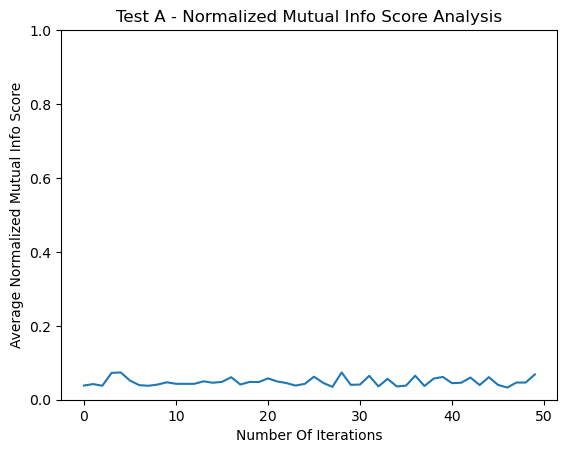 Test A - Normalized Mutual Info Score Analysis
Average Normalized Mutual Info Score
1.0
0.8
0.6
0.4
0.2
0.0
0 10 20 30 40 50
Number Of Iterations